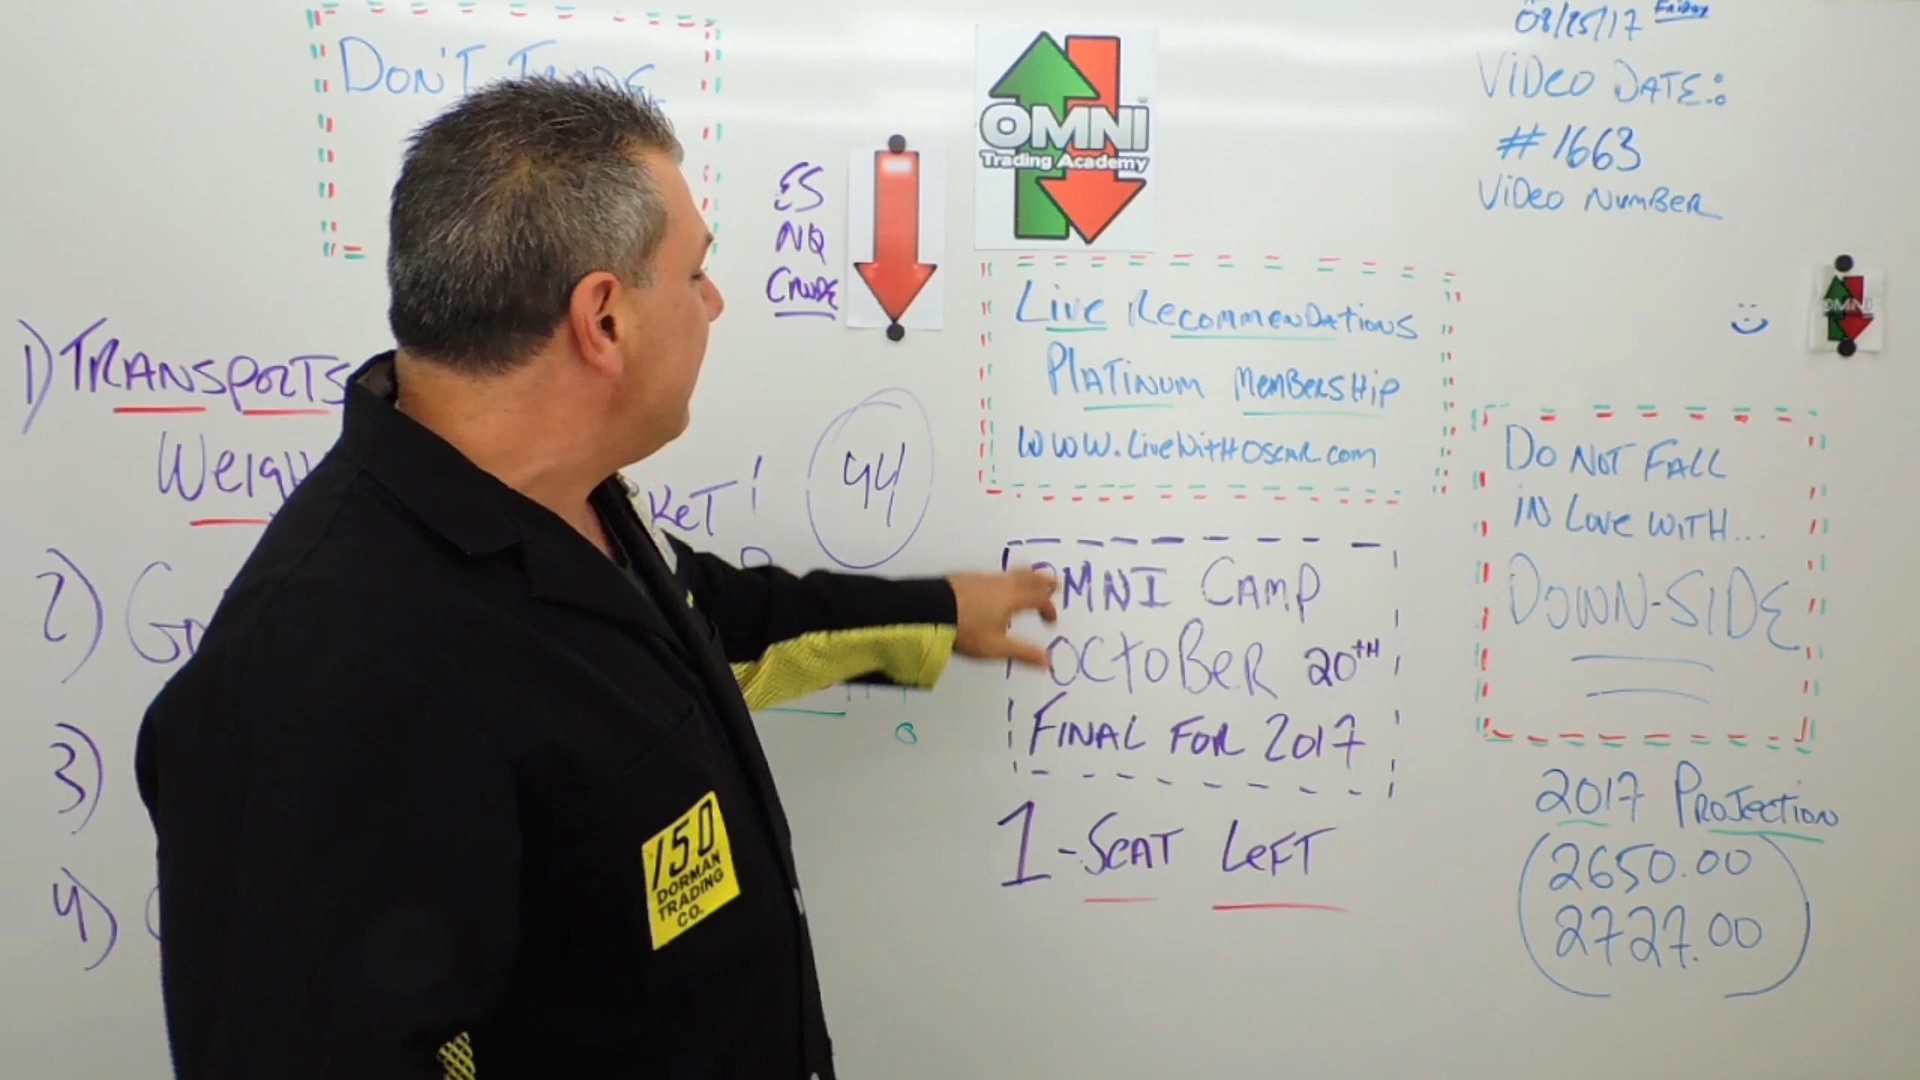 DON'T TRADE
ES
NQ
CRUDE
OMNI
Trading Academy
08/25/17 Friday
VIDEO DATE:
#1663
VIDEO NUMBER
OMNI
1) TRANSPORTS
KET!
44
2)
3)
4)
LIVE RECOMMENDATIONS
PLATINUM MEMBERSHIP
WWW.LIVEWITHOSCAR.COM
OMNI CAMP
OCTOBER 20TH
FINAL FOR 2017
1-SEAT LEFT
DO NOT FALL
IN LOVE WITH...
DOWN-SIDE
2017 PROJECTION
2650.00
2727.00
150
DORMAN
TRADING
CO.